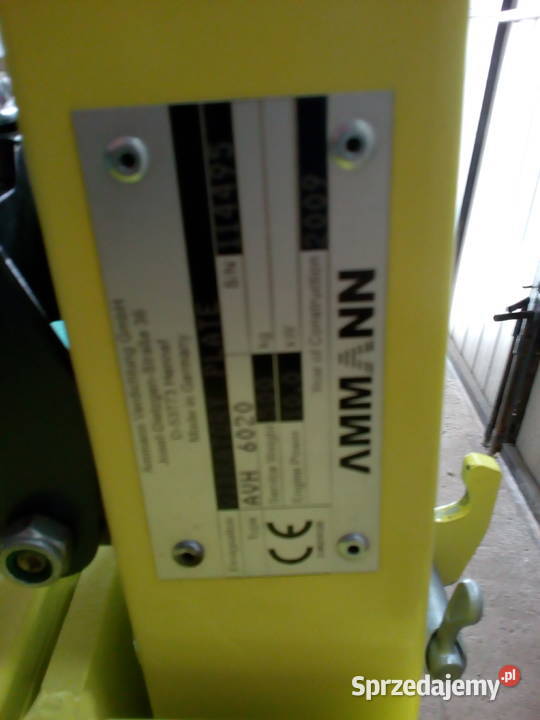 AMMANN
CE
Year of Construction 2009
Engine Power kW
Service Weight kg
Type AVH 6020 S/N 114495
PLATE
Ammann Verdichtung GmbH
Josef-Dietzgen-Straße 36
D-53773 Hennef
Made in Germany
Sprzedajemy.pl